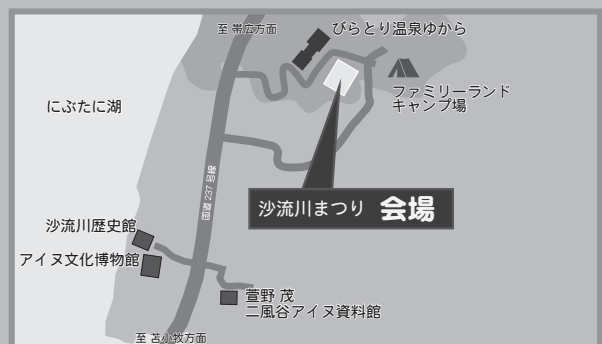 至 帯広方面
びらとり温泉ゆから
ファミリーランド
キャンプ場
にぶたに湖
国道 237 号線
沙流川まつり 会場
沙流川歴史館
アイヌ文化博物館
萱野 茂
二風谷アイヌ資料館
至 苫小牧方面